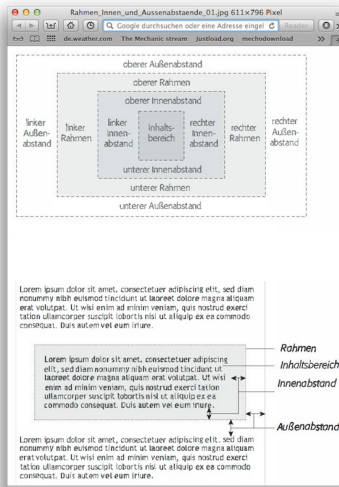 Rahmen_Innen_und_Aussenabstaende_01.jpg 611×796 Pixel
Google durchsuchen oder eine Adresse eingeben
Reader
de.weather.com The Mechanic stream Justload.org mechodownload
oberer Außenabstand
oberer Rahmen
oberer Innenabstand
linker Außen-abstand
linker Rahmen
linker Innen-abstand
Inhalts-bereich
rechter Innen-abstand
rechter Rahmen
rechter Außen-abstand
unterer Innenabstand
unterer Rahmen
unterer Außenabstand
Lorem ipsum dolor sit amet, consectetuer adipiscing elit, sed diam
nonummy nibh euismod tincidunt ut laoreet dolore magna aliquam
erat volutpat. Ut wisi enim ad minim veniam, quis nostrud exerci
tation ullamcorper suscipit lobortis nisl ut aliquip ex ea commodo
consequat. Duis autem vel eum iriure.
Lorem ipsum dolor sit amet, consectetuer adipiscing
elit, sed diam nonummy nibh euismod tincidunt ut
laoreet dolore magna aliquam erat volutpat. Ut wisi
enim ad minim veniam, quis nostrud exerci tation
ullamcorper suscipit lobortis nisl ut aliquip ex ea
commodo consequat. Duis autem vel eum iriure.
Rahmen
Inhaltsbereich
Innenabstand
Außenabstand
Lorem ipsum dolor sit amet, consectetuer adipiscing elit, sed diam
nonummy nibh euismod tincidunt ut laoreet dolore magna aliquam
erat volutpat. Ut wisi enim ad minim veniam, quis nostrud exerci
tation ullamcorper suscipit lobortis nisl ut aliquip ex ea commodo
consequat. Duis autem vel eum iriure.